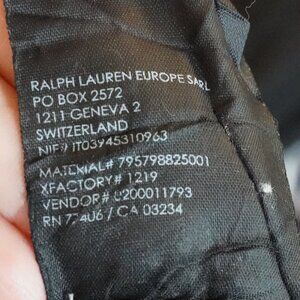 RALPH LAUREN EUROPE SARL
PO BOX 2572
1211 GENEVA 2
SWITZERLAND
NIF# IT03945310963
MATERIAL# 795798825001
XFACTORY# 1219
VENDOR# 0200011793
RN 77406 / CA 03234